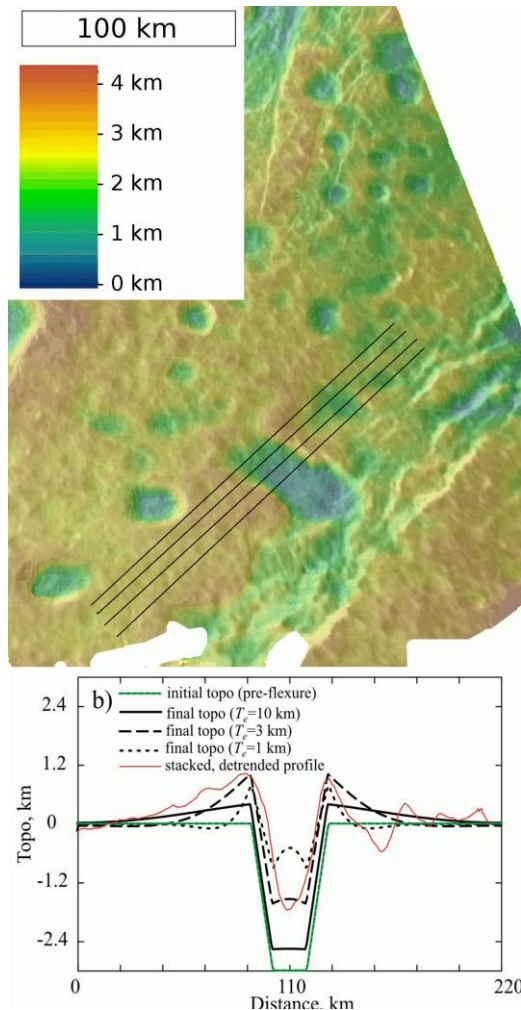 100 km
4 km
3 km
2 km
1 km
0 km
b)
initial topo (pre-flexure)
final topo (Te=10 km)
final topo (Te=3 km)
final topo (Te=1 km)
stacked, detrended profile
2.4
1.2
0
-1.2
-2.4
Topo, km
0
110
220
Distance, km